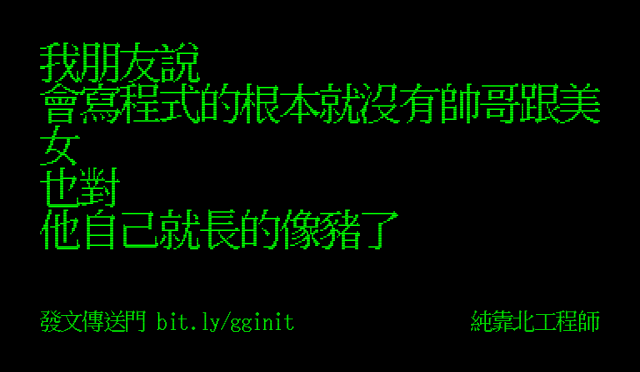 我朋友說
會寫程式的根本就沒有帥哥跟美
女
也對
他自己就長的像豬了
發文傳送門 bit.ly/gginit
純靠北工程師